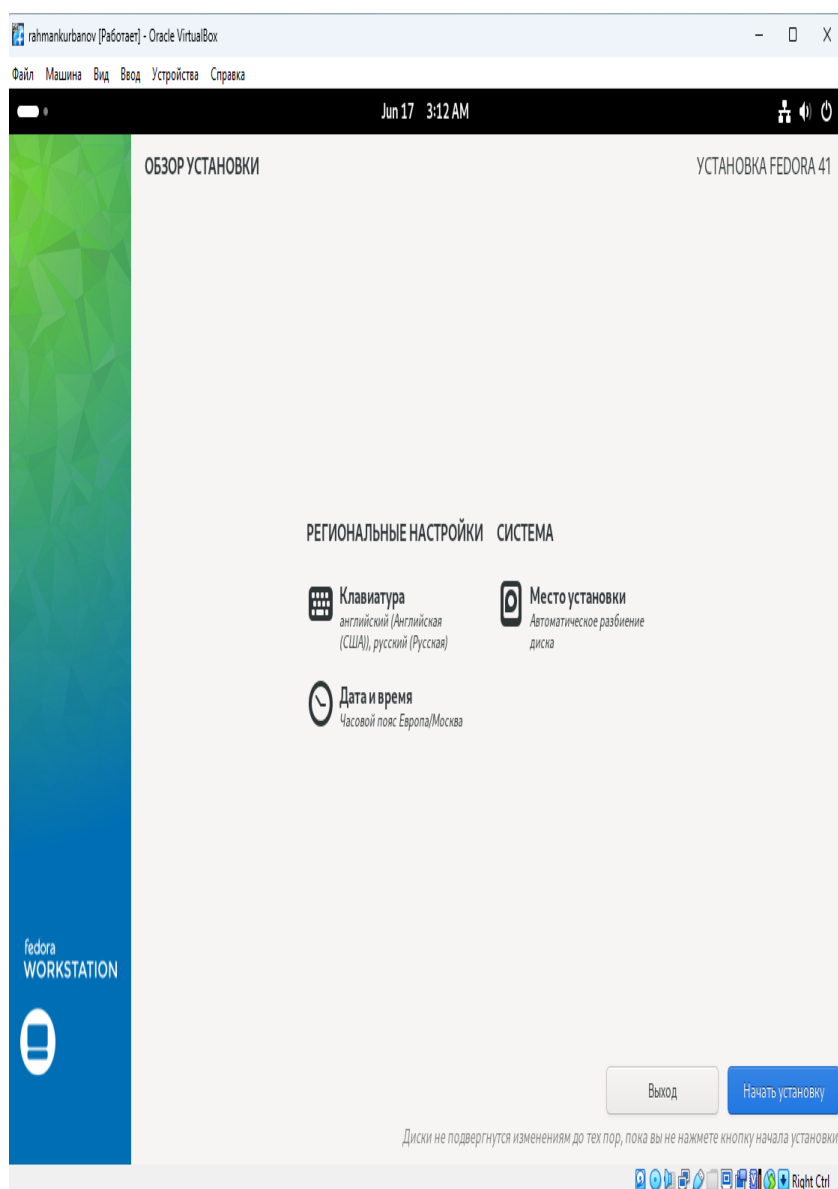 rahmankurbanov [Работает] - Oracle VirtualBox
Файл Машина Вид Ввод Устройства Справка
Jun 17 3:12 AM
ОБЗОР УСТАНОВКИ
УСТАНОВКА FEDORA 41
РЕГИОНАЛЬНЫЕ НАСТРОЙКИ
Клавиатура
английский (Английская
(США)), русский (Русская)
Дата и время
Часовой пояс Европа/Москва
СИСТЕМА
Место установки
Автоматическое разбиение
диска
fedora
WORKSTATION
Выход
Начать установку
Диски не подвергнутся изменениям до тех пор, пока вы не нажмете кнопку начала установки
Right Ctrl